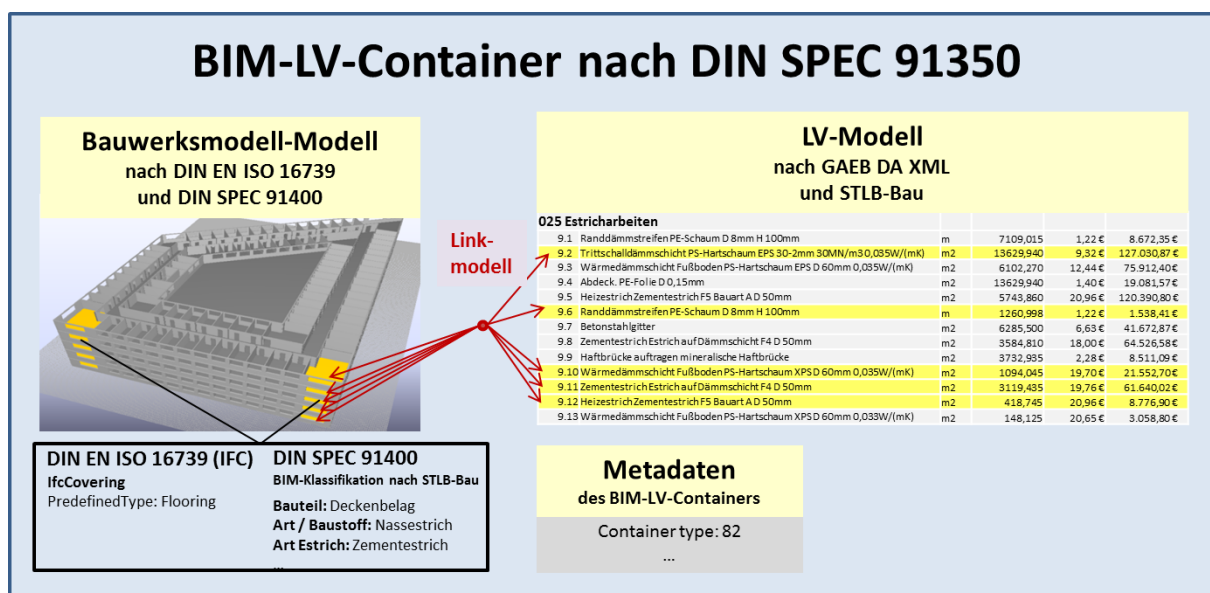 BIM-LV-Container nach DIN SPEC 91350
Bauwerksmodell-Modell
nach DIN EN ISO 16739
und DIN SPEC 91400
Link-
modell
LV-Modell
nach GAEB DA XML
und STLB-Bau
025 Estricharbeiten
9.1 Randdämmstreifen PE-Schaum D 8mm H 100mm m 7109,015 1,22 € 8.672,35 €
9.2 Trittschalldämmschicht PS-Hartschaum EPS 30-2mm 30MN/m3 0,035W/(mK) m2 13629,940 9,32 € 127.030,87 €
9.3 Wärmedämmschicht Fußboden PS-Hartschaum EPS D 60mm 0,035W/(mK) m2 6102,270 12,44 € 75.912,40 €
9.4 Abdeck. PE-Folie D 0,15mm m2 13629,940 1,40 € 19.081,57 €
9.5 Heizestrich Zementestrich F5 Bauart A D 50mm m2 5743,860 20,96 € 120.390,80 €
9.6 Randdämmstreifen PE-Schaum D 8mm H 100mm m 1260,998 1,22 € 1.538,41 €
9.7 Betonstahlgitter m2 6285,500 6,63 € 41.672,87 €
9.8 Zementestrich Estrich auf Dämmschicht F4 D 50mm m2 3584,810 18,00 € 64.526,58 €
9.9 Haftbrücke auftragen mineralische Haftbrücke m2 3732,935 2,28 € 8.511,09 €
9.10 Wärmedämmschicht Fußboden PS-Hartschaum XPS D 60mm 0,035W/(mK) m2 1094,045 19,70 € 21.552,70 €
9.11 Zementestrich Estrich auf Dämmschicht F4 D 50mm m2 3119,435 19,76 € 61.640,02 €
9.12 Heizestrich Zementestrich F5 Bauart A D 50mm m2 418,745 20,96 € 8.776,90 €
9.13 Wärmedämmschicht Fußboden PS-Hartschaum XPS D 60mm 0,033W/(mK) m2 148,125 20,65 € 3.058,80 €
DIN EN ISO 16739 (IFC)
IfcCovering
PredefinedType: Flooring
DIN SPEC 91400
BIM-Klassifikation nach STLB-Bau
Bauteil: Deckenbelag
Art / Baustoff: Nassestrich
Art Estrich: Zementestrich
...
Metadaten
des BIM-LV-Containers
Container type: 82
...